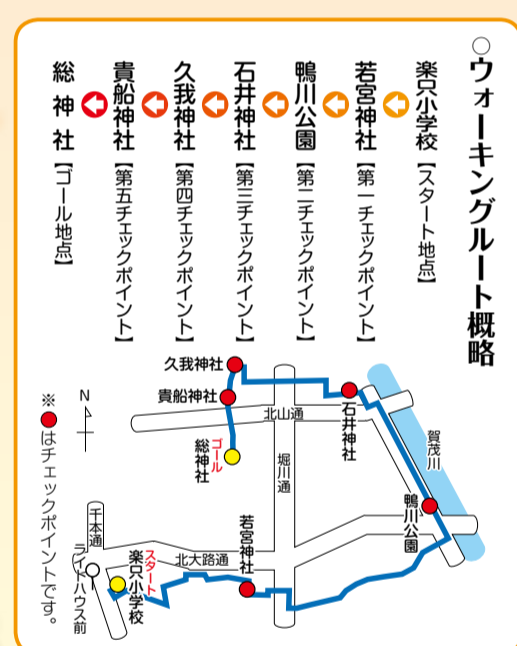 ○ウォーキングルート概略
楽只小学校【スタート地点】
若宮神社【第一チェックポイント】
鴨川公園【第二チェックポイント】
石井神社【第三チェックポイント】
久我神社【第四チェックポイント】
貴船神社【第五チェックポイント】
総神社【ゴール地点】
久我神社
貴船神社
北山通
石井神社
賀茂川
ゴール
総神社
堀川通
鴨川公園
N
千本通
ライトハウス前
スタート
楽只小学校
北大路通
若宮神社
※●はチェックポイントです。